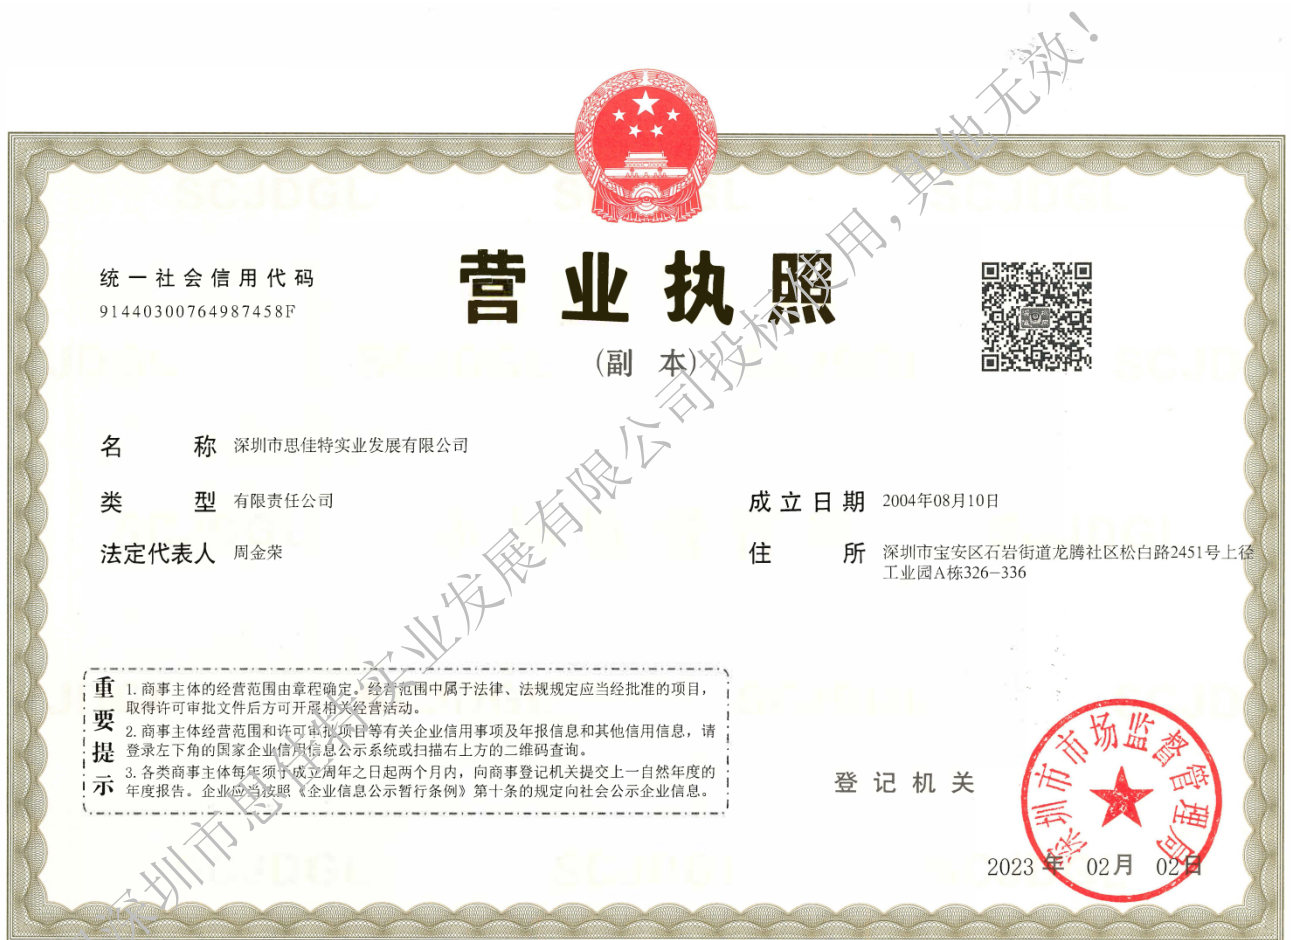 营业执照
(副 本)
统一社会信用代码
91440300764987458F
名 称 深圳市思佳特实业发展有限公司
类 型 有限责任公司
法定代表人 周金荣
成立日期 2004年08月10日
住 所 深圳市宝安区石岩街道龙腾社区松白路2451号上径
工业园A栋326-336
重要提示
1. 商事主体的经营范围由章程确定。经营范围中属于法律、法规规定应当经批准的项目，
取得许可审批文件后方可开展相关经营活动。
2. 商事主体经营范围和许可审批项目等有关企业信用事项及年报信息和其他信用信息，请
登录左下角的国家企业信用信息公示系统或扫描右上方的二维码查询。
3. 各类商事主体每年须于成立周年之日起两个月内，向商事登记机关提交上一自然年度的
年度报告。企业应当按照《企业信息公示暂行条例》第十条的规定向社会公示企业信息。
登记机关
深圳市市场监督管理局
2023 年 02月 02日
深圳市思佳特实业发展有限公司投标使用，其他无效！
SCJDGL